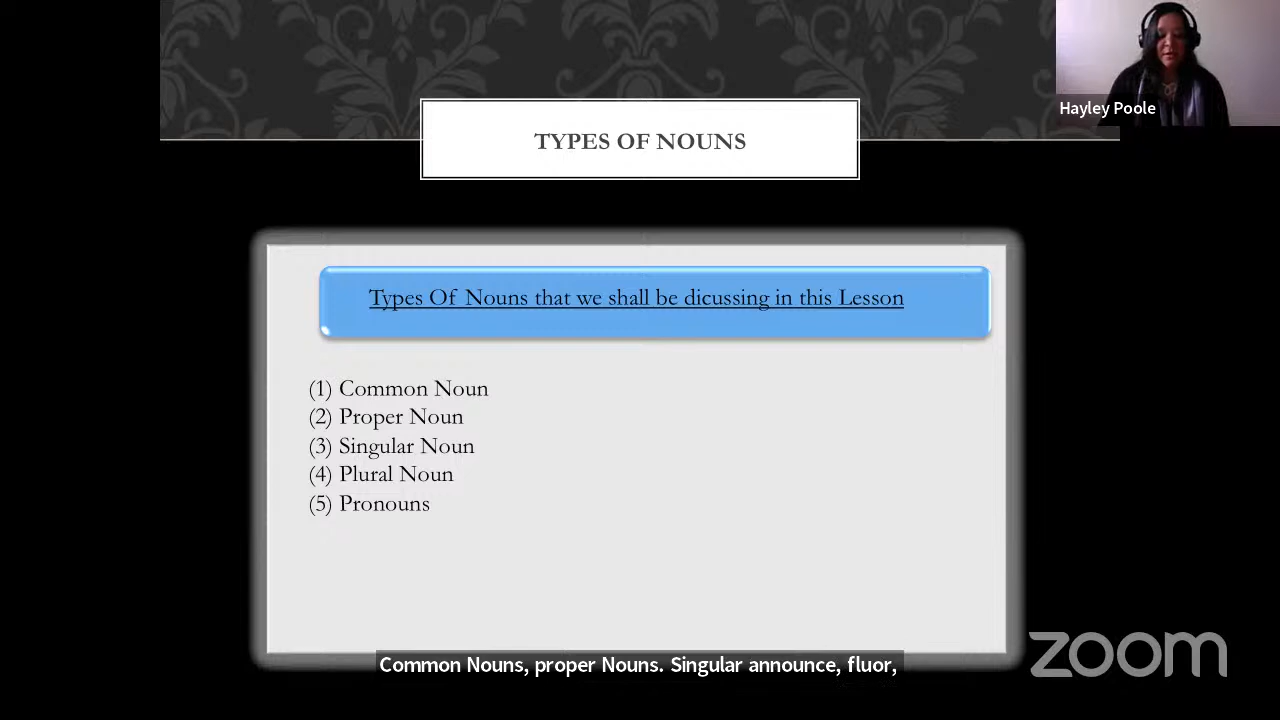 Hayley Poole
TYPES OF NOUNS
Types Of Nouns that we shall be dicussing in this Lesson
(1) Common Noun
(2) Proper Noun
(3) Singular Noun
(4) Plural Noun
(5) Pronouns
Common Nouns, proper Nouns. Singular announce, fluor,
zoom